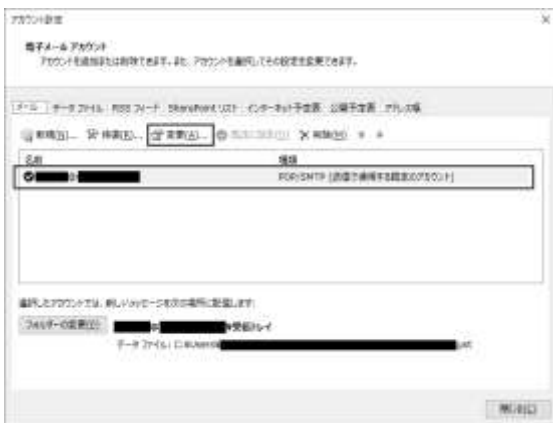 アカウント設定
電子メール アカウント
アカウントを追加または削除できます。また、アカウントを選択してその設定を変更できます。
メール データ ファイル RSS フィード SharePoint リスト インターネット予定表 公開予定表 アドレス帳
新規(N)... 修復(R)... 変更(A)... 既定に設定(D) 削除(M)
名前 種類
POP/SMTP (送信で使用する既定のアカウント)
選択したアカウントでは、新しいメッセージを次の場所に配信します:
フォルダーの変更(F) ¥受信トレイ
データ ファイル: C:¥Users¥ .pst
閉じる(C)